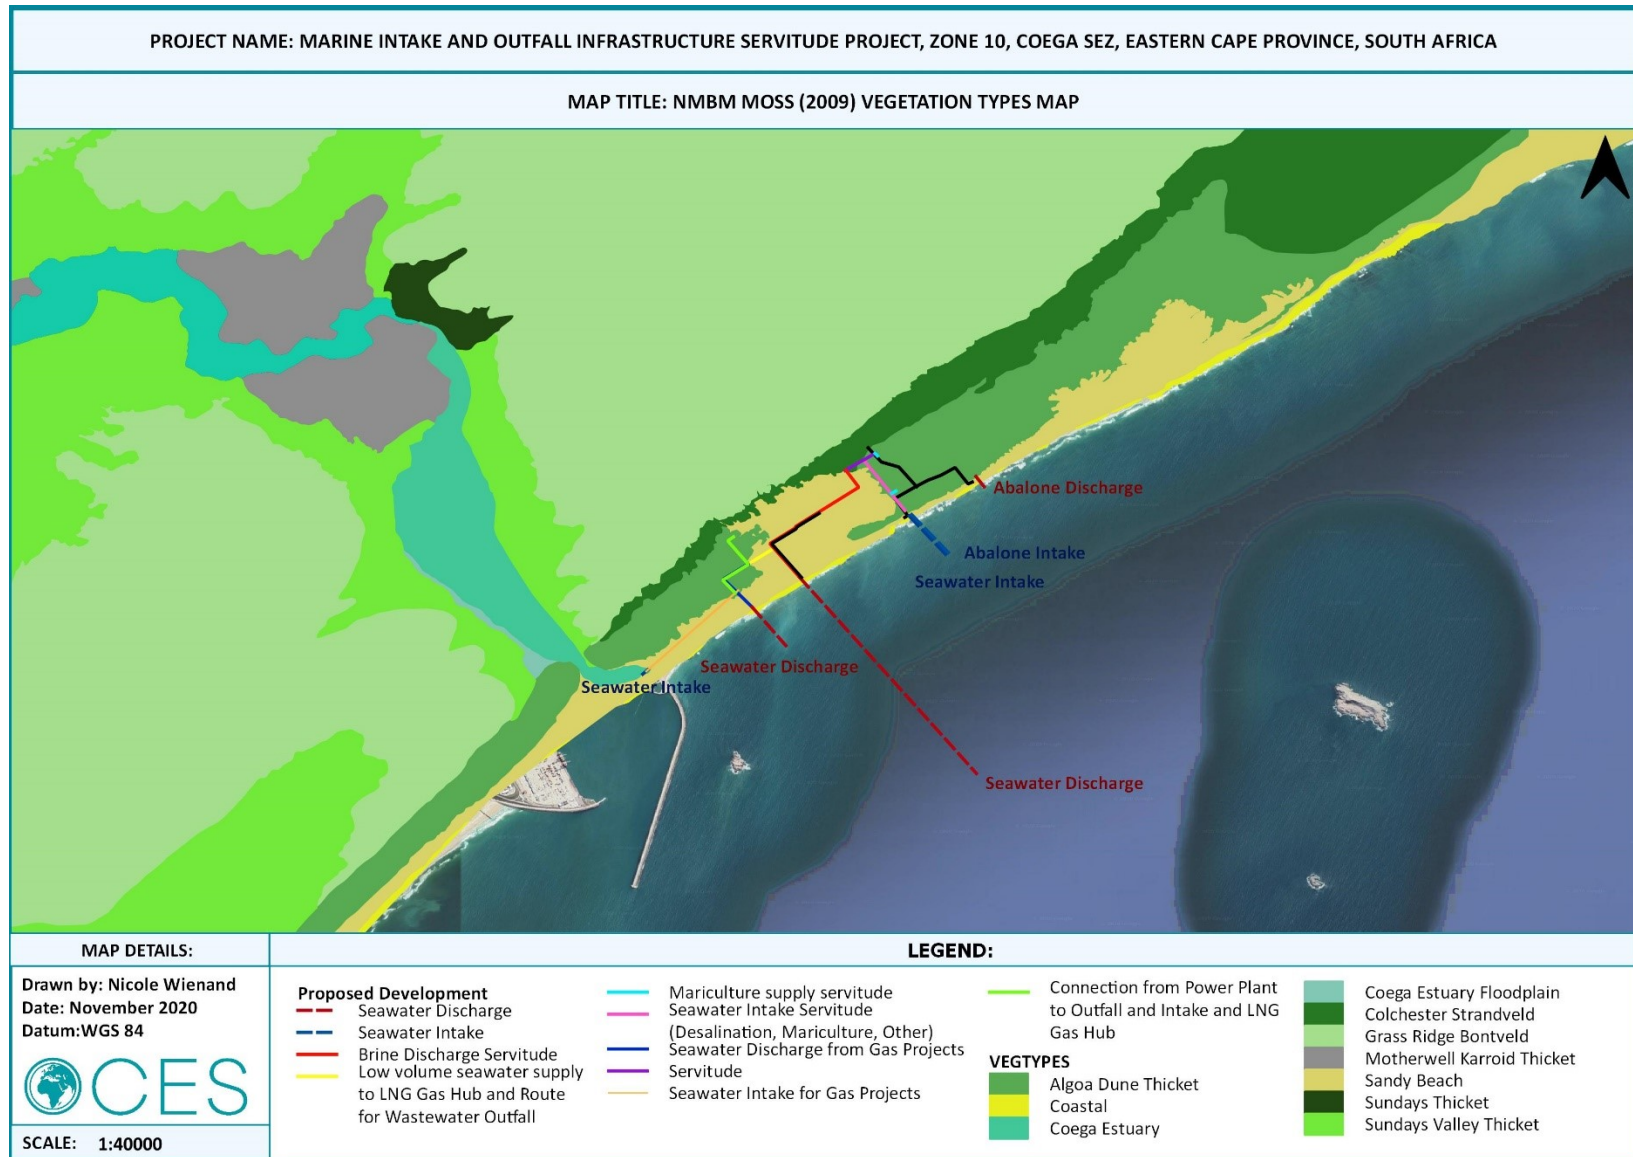 PROJECT NAME: MARINE INTAKE AND OUTFALL INFRASTRUCTURE SERVITUDE PROJECT, ZONE 10, COEGA SEZ, EASTERN CAPE PROVINCE, SOUTH AFRICA
MAP TITLE: NMBM MOSS (2009) VEGETATION TYPES MAP
Abalone Discharge
Abalone Intake
Seawater Intake
Seawater Discharge
Seawater Intake
Seawater Discharge
MAP DETAILS:
Drawn by: Nicole Wienand
Date: November 2020
Datum:WGS 84
CES
SCALE: 1:40000
LEGEND:
Proposed Development
Seawater Discharge
Seawater Intake
Brine Discharge Servitude
Low volume seawater supply
to LNG Gas Hub and Route
for Wastewater Outfall
Mariculture supply servitude
Seawater Intake Servitude
(Desalination, Mariculture, Other)
Seawater Discharge from Gas Projects
Servitude
Seawater Intake for Gas Projects
Connection from Power Plant
to Outfall and Intake and LNG
Gas Hub
VEGTYPES
Algoa Dune Thicket
Coastal
Coega Estuary
Coega Estuary Floodplain
Colchester Strandveld
Grass Ridge Bontveld
Motherwell Karroid Thicket
Sandy Beach
Sundays Thicket
Sundays Valley Thicket